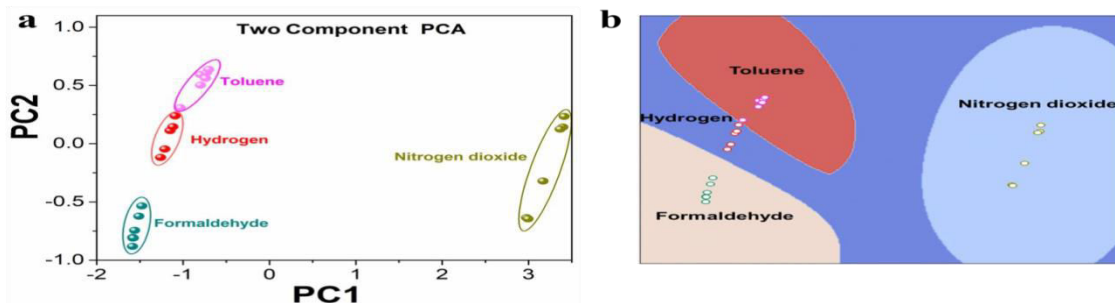 a
Two Component PCA
PC2
1.0
0.5
0.0
-0.5
-1.0
Toluene
Hydrogen
Nitrogen dioxide
Formaldehyde
-2
-1
0
1
2
3
PC1
b
Toluene
Hydrogen
Nitrogen dioxide
Formaldehyde